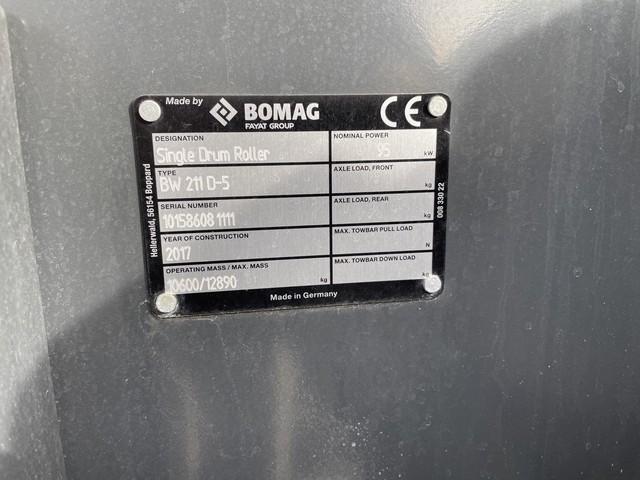 Made by BOMAG CE
FAYAT GROUP
DESIGNATION
Single Drum Roller
NOMINAL POWER
95 kW
TYPE
BW 211 D-5
AXLE LOAD, FRONT
kg
SERIAL NUMBER
10158608 1111
AXLE LOAD, REAR
kg
YEAR OF CONSTRUCTION
2017
MAX. TOWBAR PULL LOAD
N
OPERATING MASS / MAX. MASS
10600/12890 kg
MAX. TOWBAR DOWN LOAD
kg
Made in Germany
Hellerwald, 56154 Boppard
008 330 22